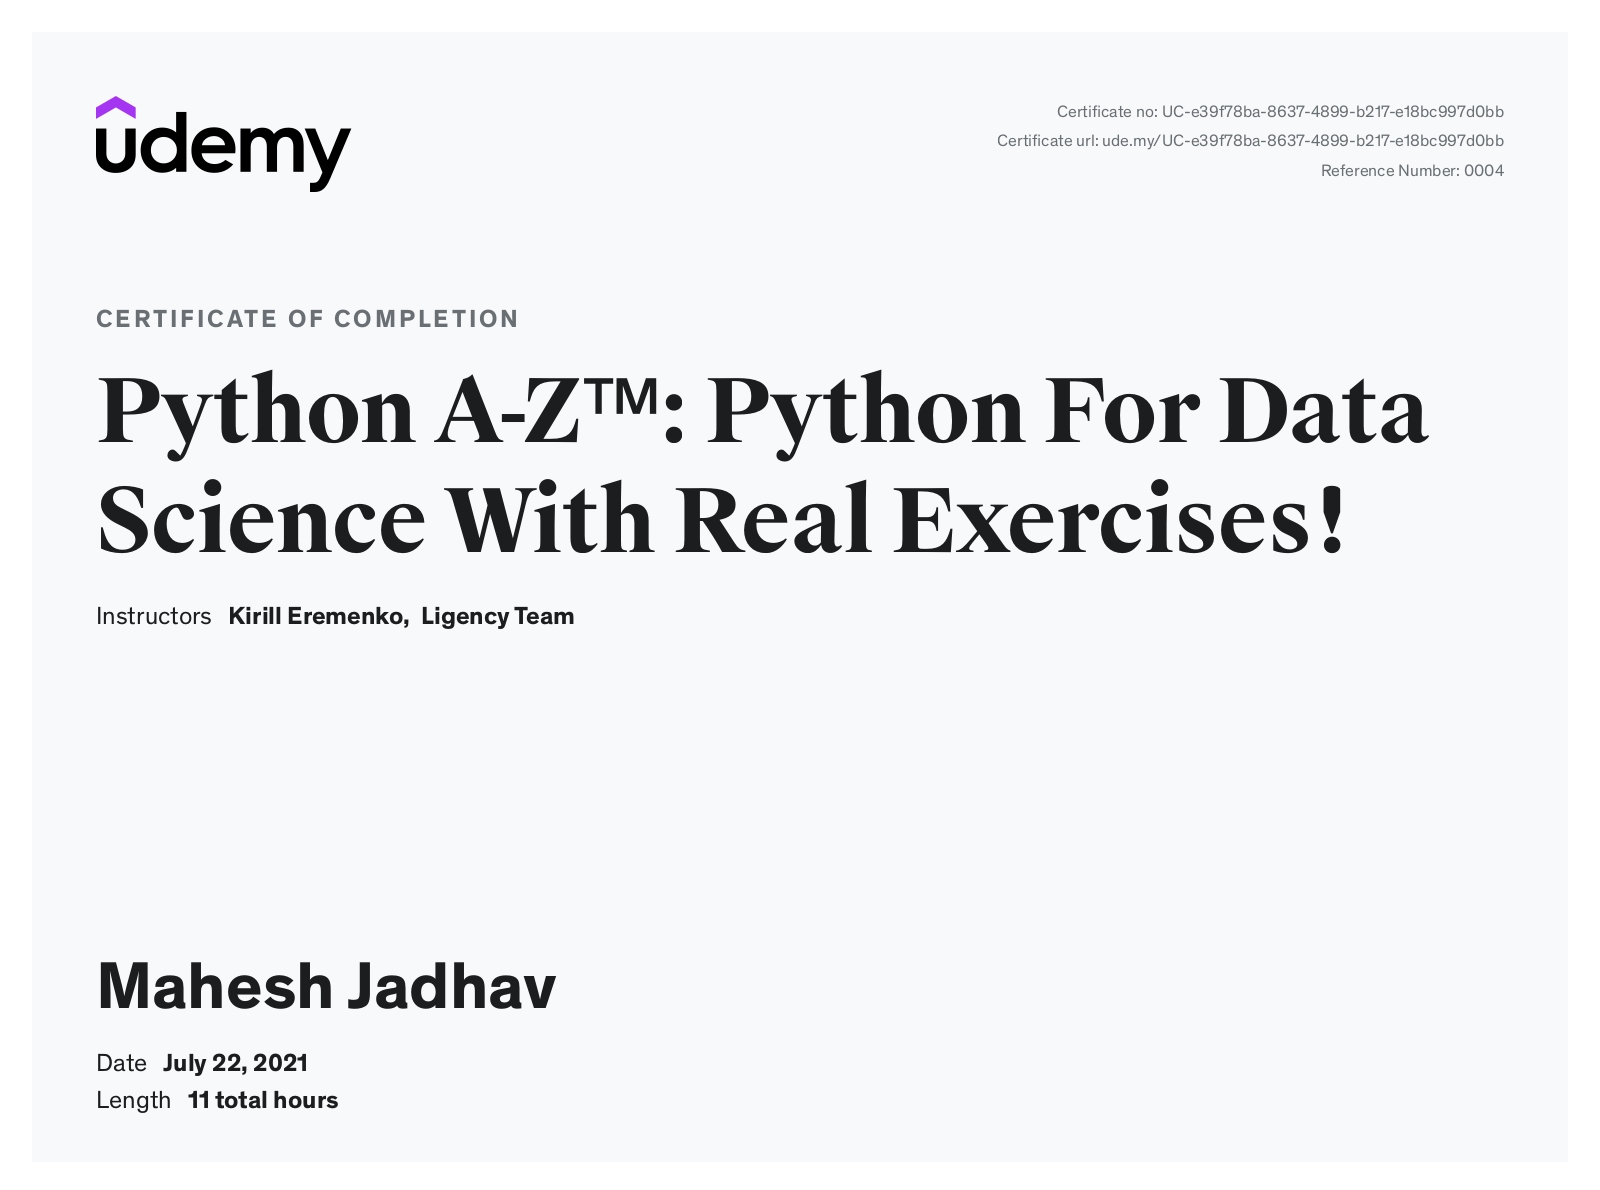 udemy
Certificate no: UC-e39f78ba-8637-4899-b217-e18bc997d0bb
Certificate url: ude.my/UC-e39f78ba-8637-4899-b217-e18bc997d0bb
Reference Number: 0004
CERTIFICATE OF COMPLETION
Python A-Z™: Python For Data
Science With Real Exercises!
Instructors Kirill Eremenko, Ligency Team
Mahesh Jadhav
Date July 22, 2021
Length 11 total hours